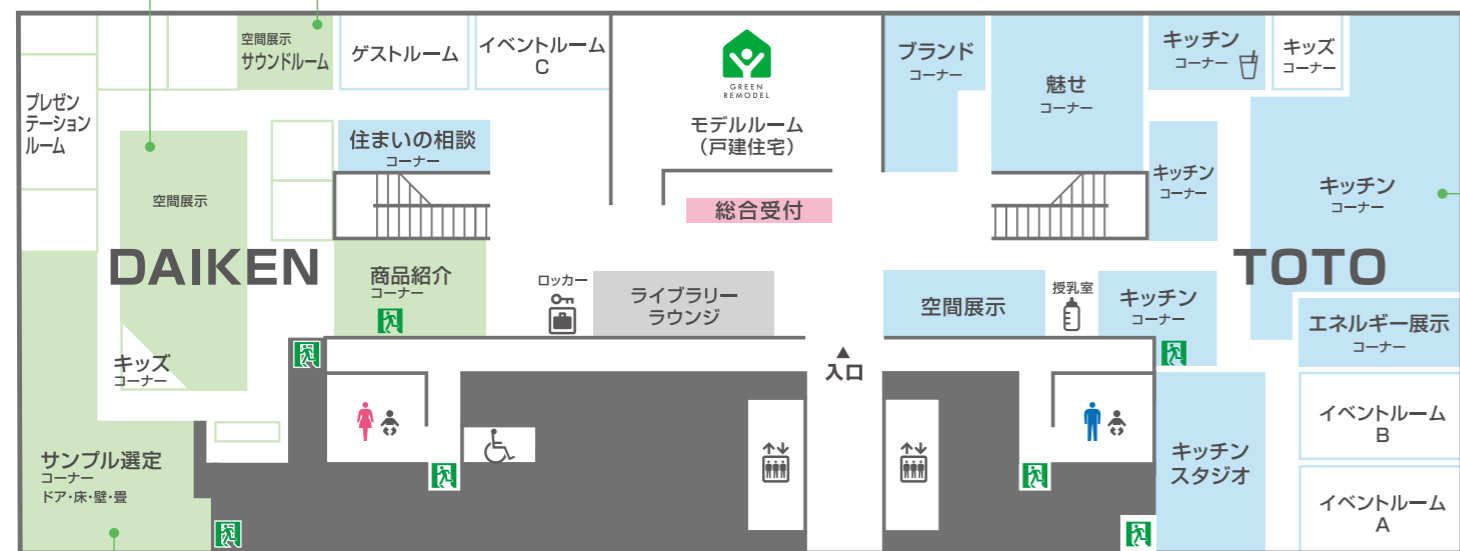 空間展示
サウンドルーム
ゲストルーム
イベントルーム
C
GREEN
REMODEL
モデルルーム
（戸建住宅）
ブランド
コーナー
魅せ
コーナー
キッチン
コーナー
キッズ
コーナー
プレゼン
テーション
ルーム
住まいの相談
コーナー
空間展示
総合受付
キッチン
コーナー
キッチン
コーナー
DAIKEN
TOTO
商品紹介
コーナー
ロッカー
ライブラリー
ラウンジ
空間展示
授乳室
キッチン
コーナー
エネルギー展示
コーナー
キッズ
コーナー
▲
入口
イベントルーム
B
サンプル選定
コーナー
ドア・床・壁・畳
キッチン
スタジオ
イベントルーム
A